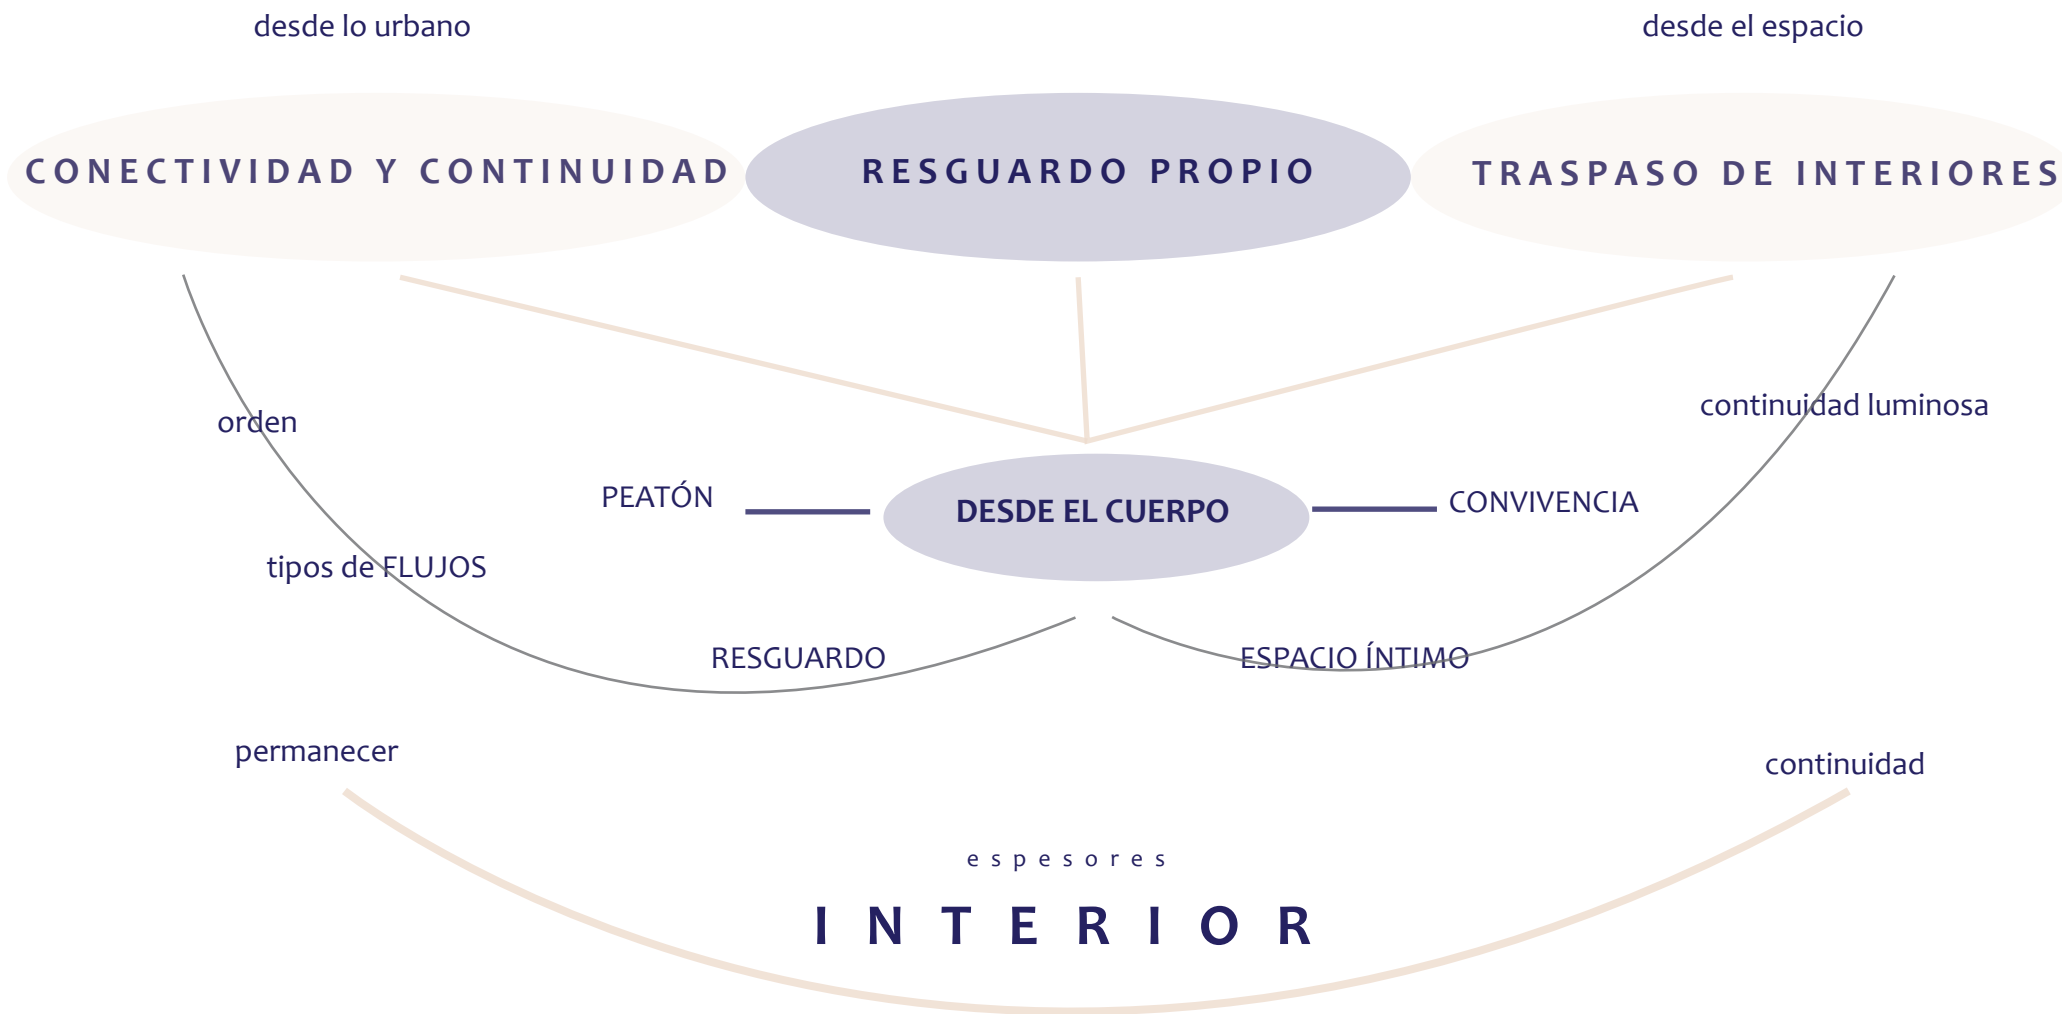 desde lo urbano
desde el espacio
CONECTIVIDAD Y CONTINUIDAD
RESGUARDO PROPIO
TRASPASO DE INTERIORES
orden
continuidad luminosa
PEATÓN
DESDE EL CUERPO
CONVIVENCIA
tipos de FLUJOS
RESGUARDO
ESPACIO ÍNTIMO
permanecer
continuidad
espesores
INTERIOR